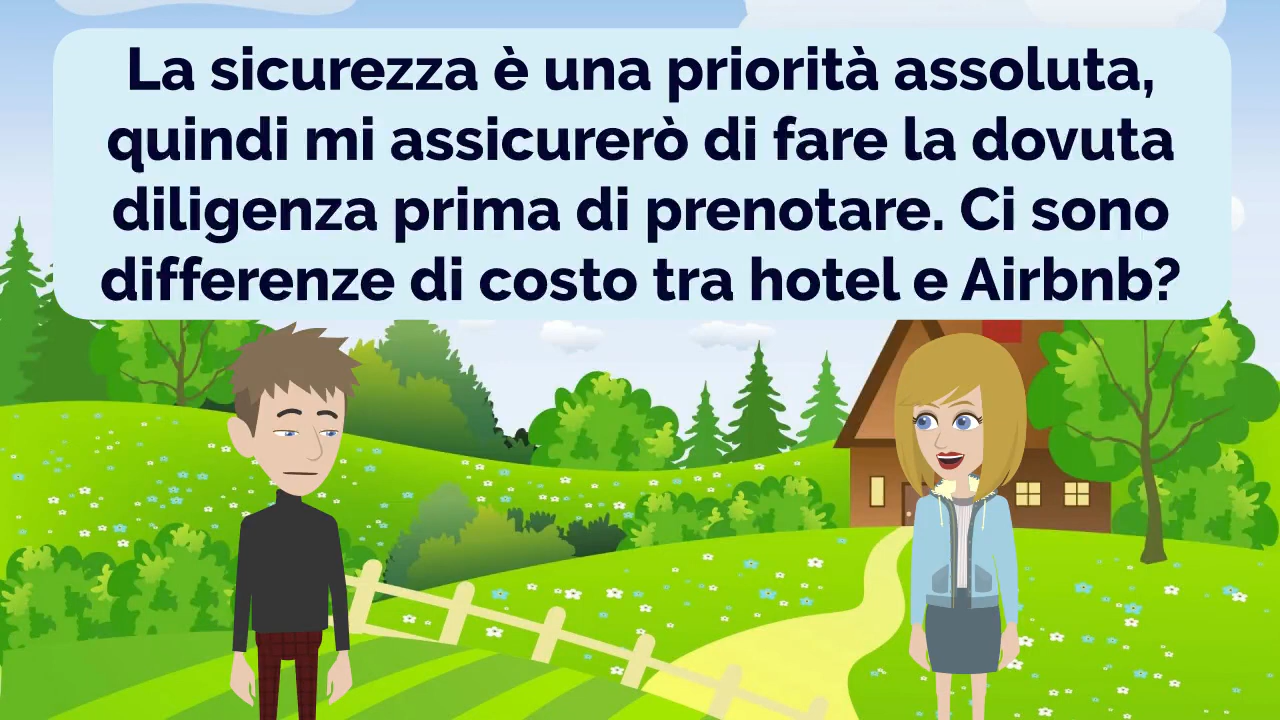 La sicurezza è una priorità assoluta,
quindi mi assicurerò di fare la dovuta
diligenza prima di prenotare. Ci sono
differenze di costo tra hotel e Airbnb?